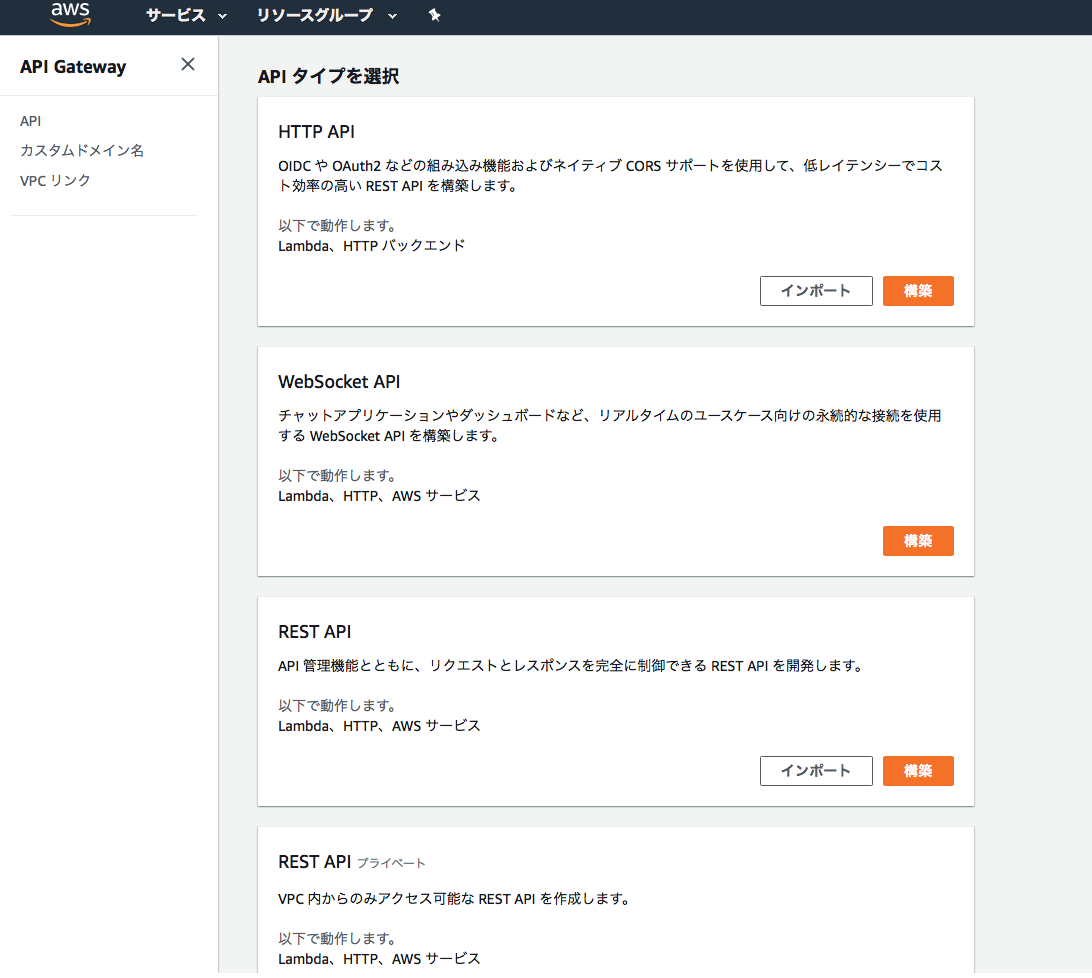 aws
サービス
リソースグループ
API Gateway
API
カスタムドメイン名
VPC リンク
API タイプを選択
HTTP API
OIDC や OAuth2 などの組み込み機能およびネイティブ CORS サポートを使用して、低レイテンシーでコス
ト効率の高い REST API を構築します。
以下で動作します。
Lambda、HTTP バックエンド
インポート
構築
WebSocket API
チャットアプリケーションやダッシュボードなど、リアルタイムのユースケース向けの永続的な接続を使用
する WebSocket API を構築します。
以下で動作します。
Lambda、HTTP、AWS サービス
構築
REST API
API 管理機能とともに、リクエストとレスポンスを完全に制御できる REST API を開発します。
以下で動作します。
Lambda、HTTP、AWS サービス
インポート
構築
REST API プライベート
VPC 内からのみアクセス可能な REST API を作成します。
以下で動作します。
Lambda、HTTP、AWS サービス